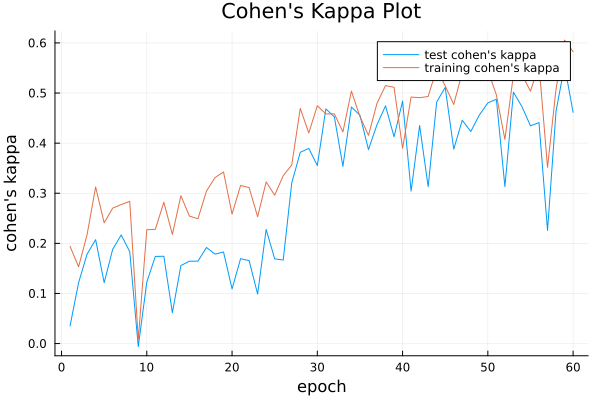 Cohen's Kappa Plot
test cohen's kappa
training cohen's kappa
cohen's kappa
0.6
0.5
0.4
0.3
0.2
0.1
0.0
0 10 20 30 40 50 60
epoch